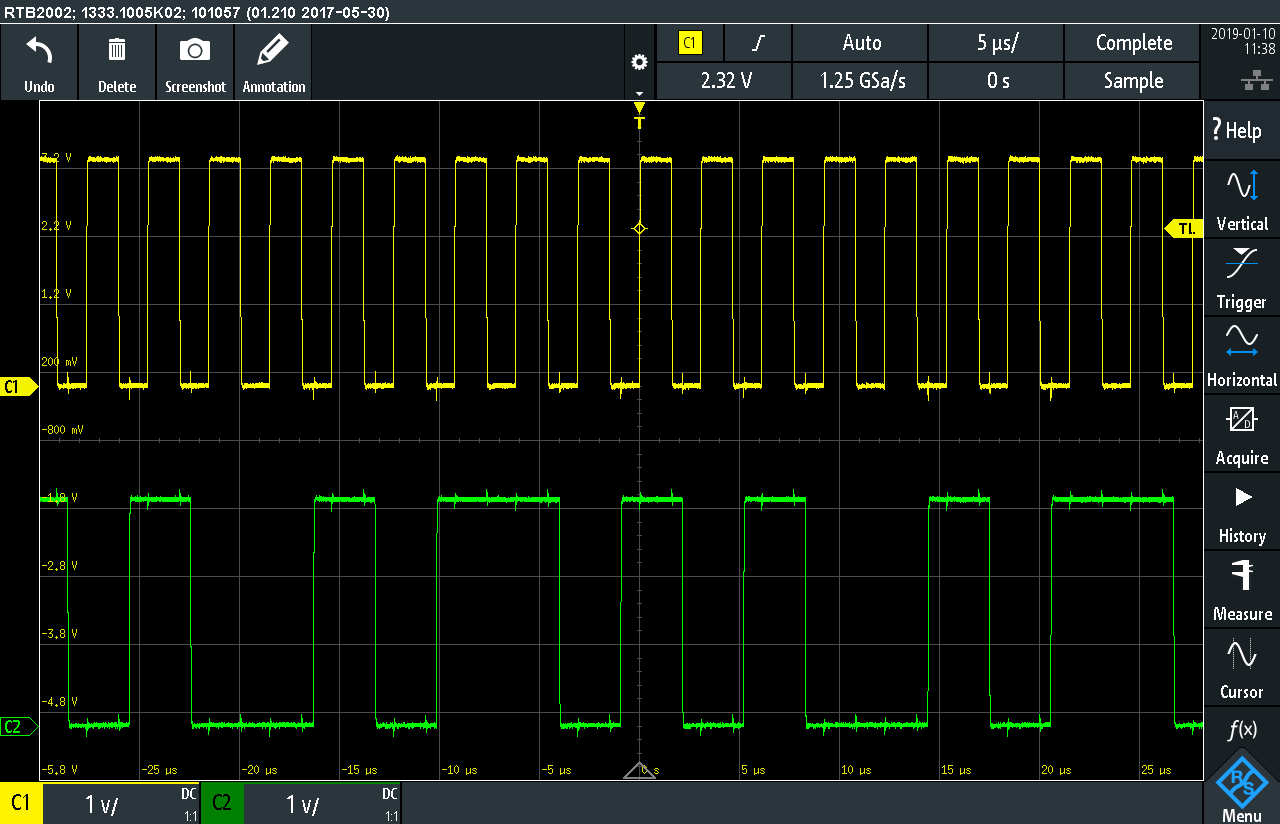 RTB2002; 1333.1005K02; 101057 (01.210 2017-05-30)
Undo
Delete
Screenshot
Annotation
C1
Auto
5 µs/
Complete
2.32 V
1.25 GSa/s
0 s
Sample
2019-01-10
11:38
T
? Help
3.2 V
2.2 V
TL
Vertical
1.2 V
Trigger
200 mV
C1
Horizontal
-800 mV
A/D
Acquire
-1.8 V
History
-2.8 V
Measure
-3.8 V
Cursor
-4.8 V
C2
f(x)
-5.8 V
-25 µs
-20 µs
-15 µs
-10 µs
-5 µs
0 s
5 µs
10 µs
15 µs
20 µs
25 µs
C1
1 V/
DC
1:1
C2
1 V/
DC
1:1
R&S
Menu